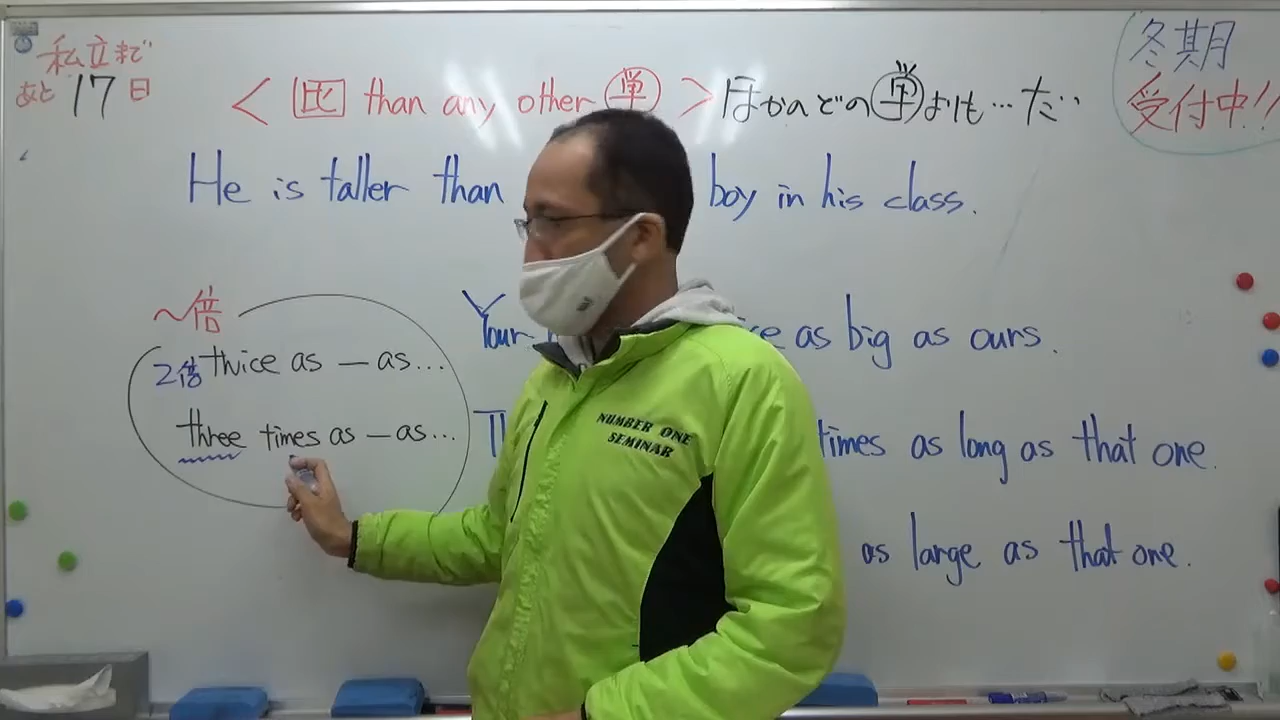 私立まで
あと17日
冬期
受付中!!
< 比 than any other 単 > ほかのどの単よりも…だ
He is taller than boy in his class.
~倍
2倍 twice as — as...
three times as — as...
Your as big as ours.
times as long as that one.
as large as that one.
NUMBER ONE
SEMINAR